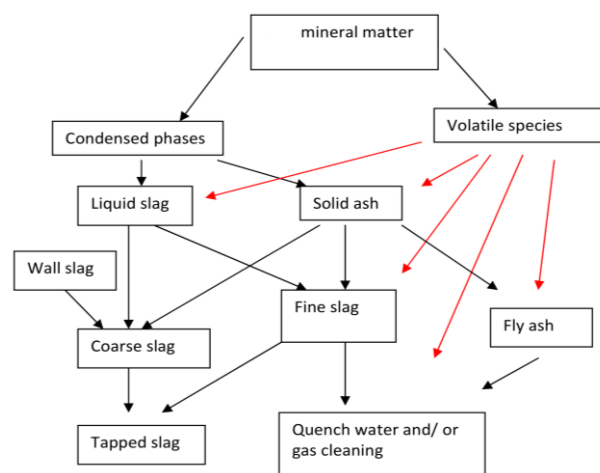 mineral matter
Condensed phases
Volatile species
Liquid slag
Solid ash
Wall slag
Fine slag
Fly ash
Coarse slag
Tapped slag
Quench water and/ or
gas cleaning